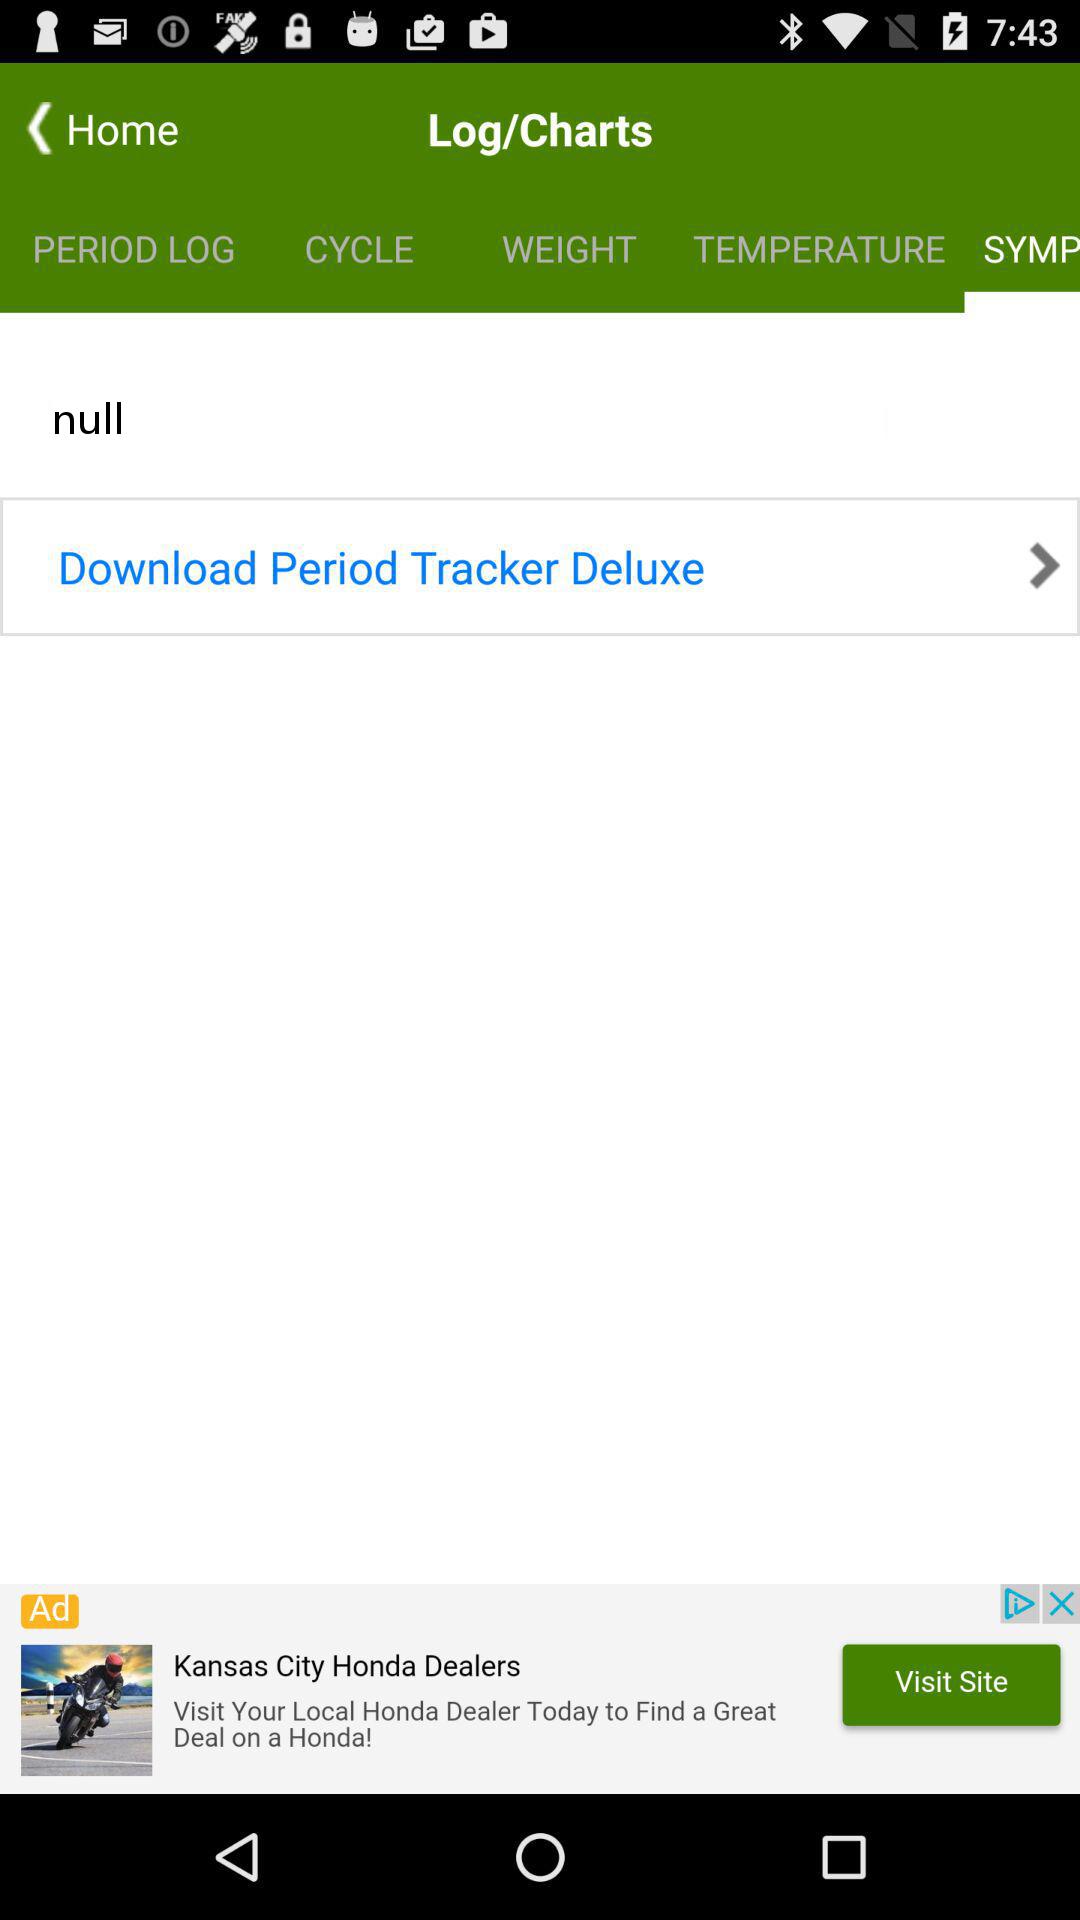 FAKE
7:43
Home
Log/Charts
PERIOD LOG
CYCLE
WEIGHT
TEMPERATURE
SYMP
null
Download Period Tracker Deluxe
Ad
Kansas City Honda Dealers
Visit Your Local Honda Dealer Today to Find a Great
Deal on a Honda!
Visit Site